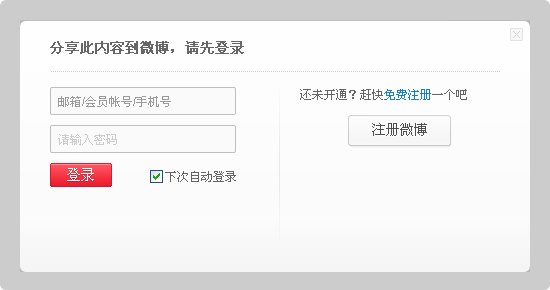 分享此内容到微博，请先登录
邮箱/会员帐号/手机号
请输入密码
登录
下次自动登录
还未开通？赶快免费注册一个吧
注册微博